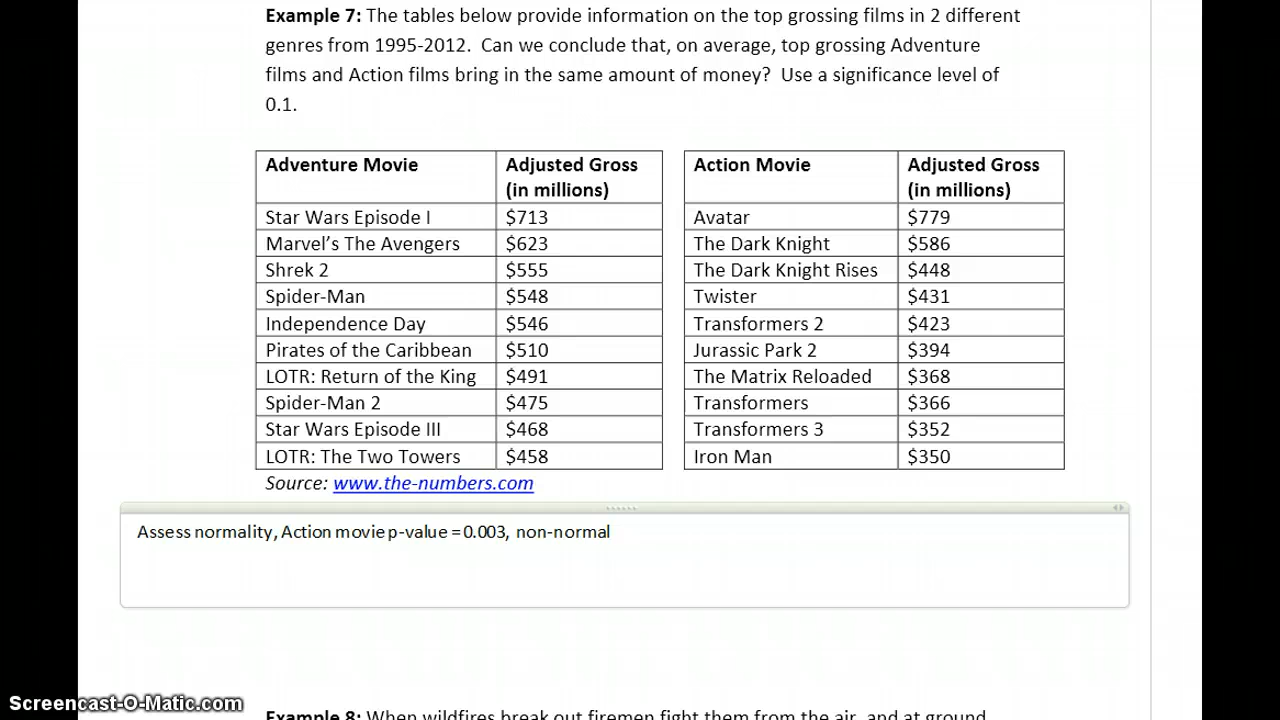 Example 7: The tables below provide information on the top grossing films in 2 different
genres from 1995-2012.  Can we conclude that, on average, top grossing Adventure
films and Action films bring in the same amount of money?  Use a significance level of
0.1.
Adventure Movie Adjusted Gross (in millions)
Star Wars Episode I $713
Marvel’s The Avengers $623
Shrek 2 $555
Spider-Man $548
Independence Day $546
Pirates of the Caribbean $510
LOTR: Return of the King $491
Spider-Man 2 $475
Star Wars Episode III $468
LOTR: The Two Towers $458
Action Movie Adjusted Gross (in millions)
Avatar $779
The Dark Knight $586
The Dark Knight Rises $448
Twister $431
Transformers 2 $423
Jurassic Park 2 $394
The Matrix Reloaded $368
Transformers $366
Transformers 3 $352
Iron Man $350
Source: www.the-numbers.com
Assess normality, Action movie p-value = 0.003, non-normal
Screencast-O-Matic.com
Example 8: When wildfires break out firemen fight them from the air, and at ground